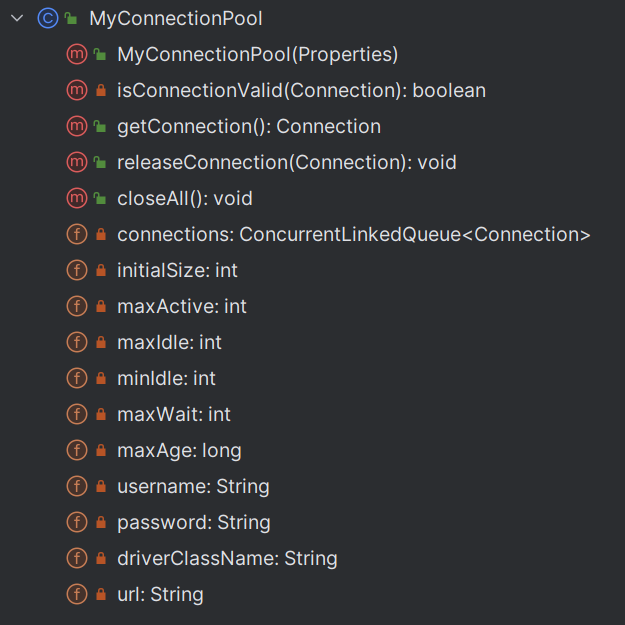 MyConnectionPool
MyConnectionPool(Properties)
isConnectionValid(Connection): boolean
getConnection(): Connection
releaseConnection(Connection): void
closeAll(): void
connections: ConcurrentLinkedQueue<Connection>
initialSize: int
maxActive: int
maxIdle: int
minIdle: int
maxWait: int
maxAge: long
username: String
password: String
driverClassName: String
url: String